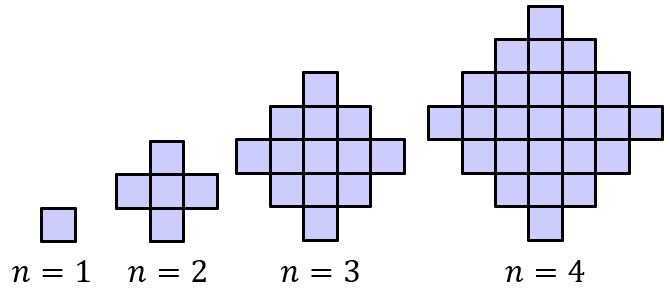 n = 1 n = 2 n = 3 n = 4